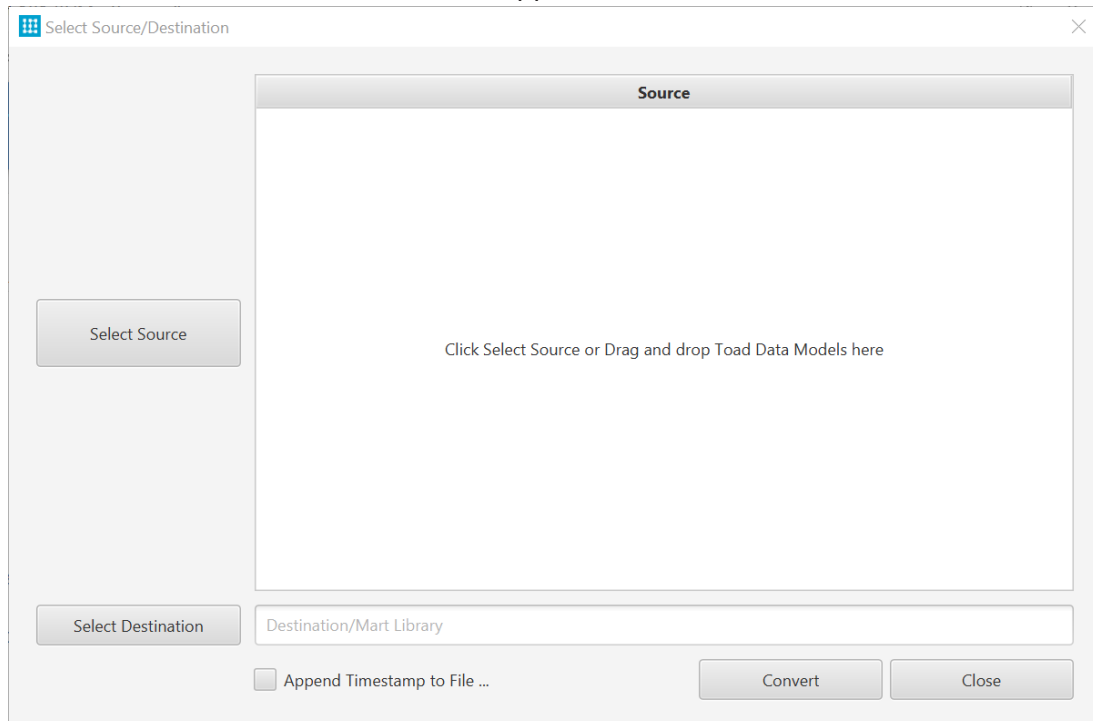 Select Source/Destination
Source
Select Source
Click Select Source or Drag and drop Toad Data Models here
Select Destination
Destination/Mart Library
Append Timestamp to File ...
Convert
Close